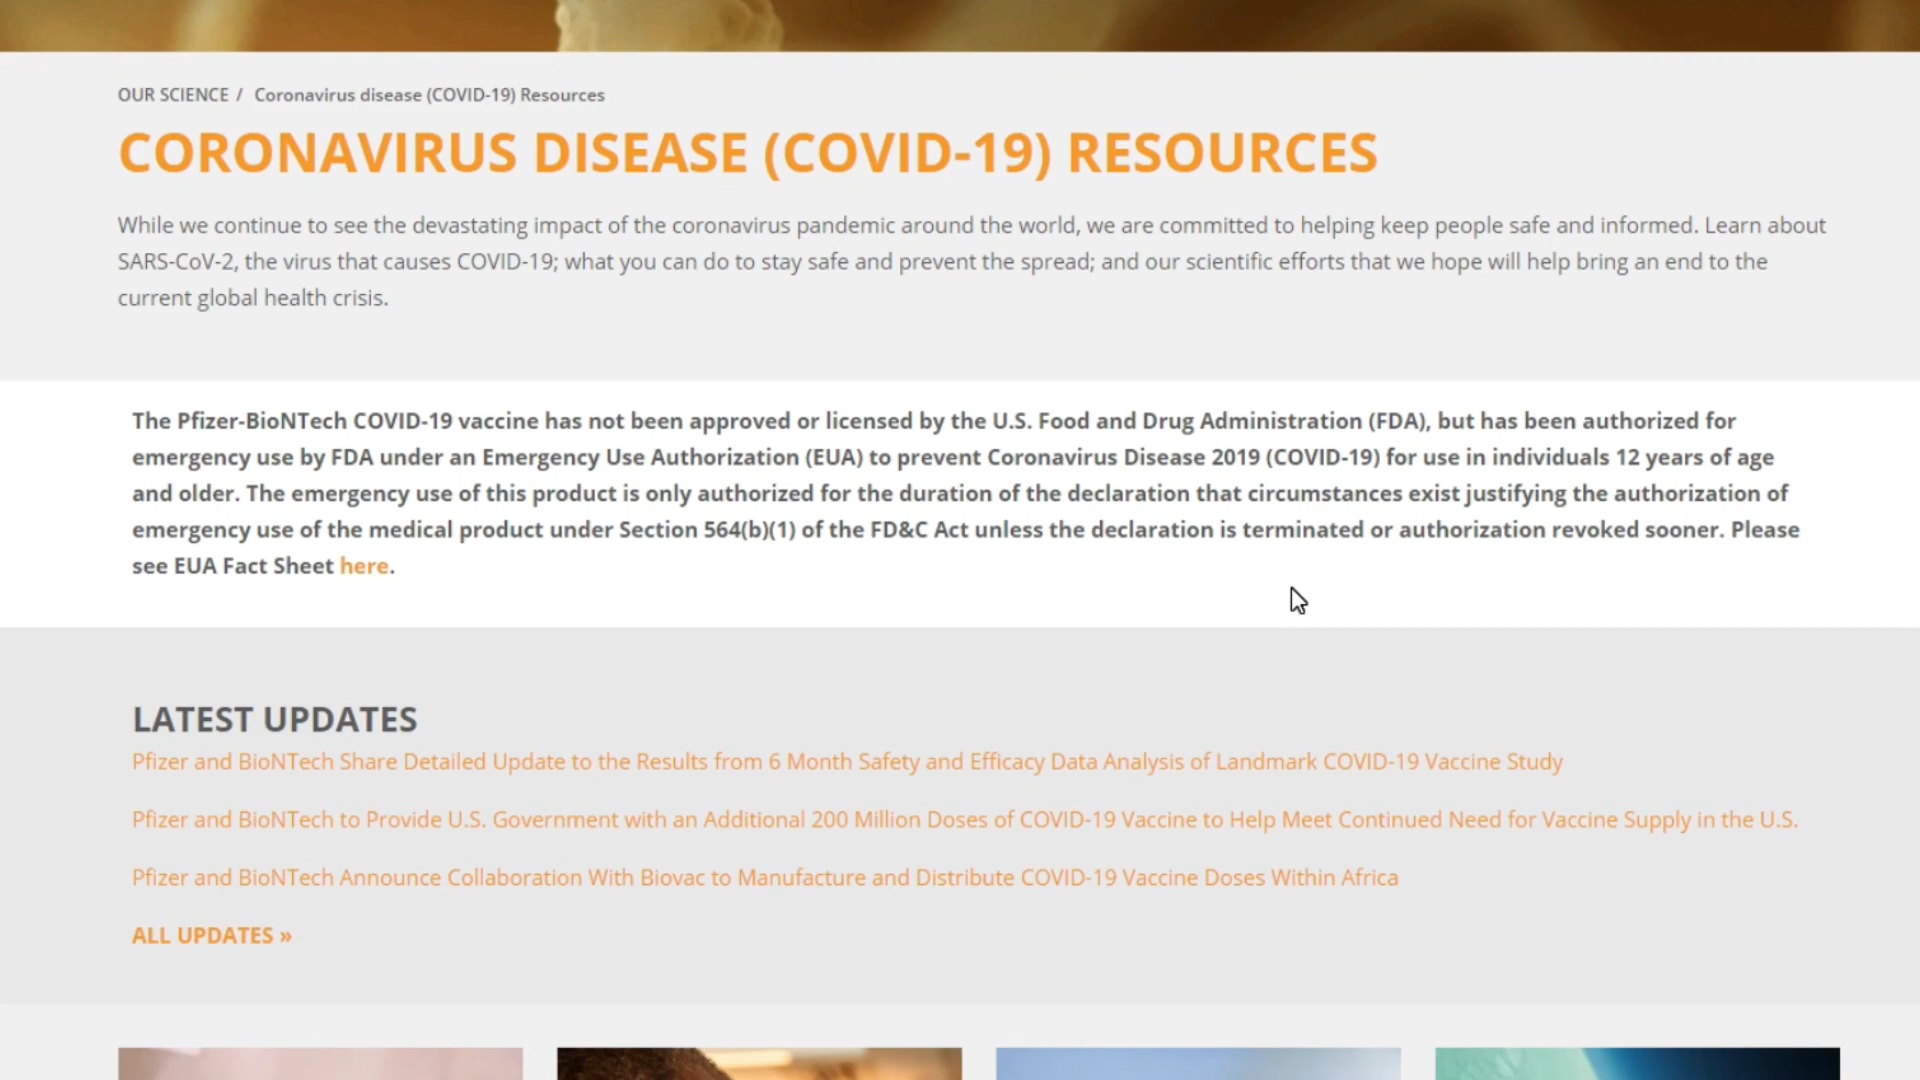 OUR SCIENCE / Coronavirus disease (COVID-19) Resources
CORONAVIRUS DISEASE (COVID-19) RESOURCES
While we continue to see the devastating impact of the coronavirus pandemic around the world, we are committed to helping keep people safe and informed. Learn about
SARS-CoV-2, the virus that causes COVID-19; what you can do to stay safe and prevent the spread; and our scientific efforts that we hope will help bring an end to the
current global health crisis.
The Pfizer-BioNTech COVID-19 vaccine has not been approved or licensed by the U.S. Food and Drug Administration (FDA), but has been authorized for
emergency use by FDA under an Emergency Use Authorization (EUA) to prevent Coronavirus Disease 2019 (COVID-19) for use in individuals 12 years of age
and older. The emergency use of this product is only authorized for the duration of the declaration that circumstances exist justifying the authorization of
emergency use of the medical product under Section 564(b)(1) of the FD&C Act unless the declaration is terminated or authorization revoked sooner. Please
see EUA Fact Sheet here.
LATEST UPDATES
Pfizer and BioNTech Share Detailed Update to the Results from 6 Month Safety and Efficacy Data Analysis of Landmark COVID-19 Vaccine Study
Pfizer and BioNTech to Provide U.S. Government with an Additional 200 Million Doses of COVID-19 Vaccine to Help Meet Continued Need for Vaccine Supply in the U.S.
Pfizer and BioNTech Announce Collaboration With Biovac to Manufacture and Distribute COVID-19 Vaccine Doses Within Africa
ALL UPDATES »